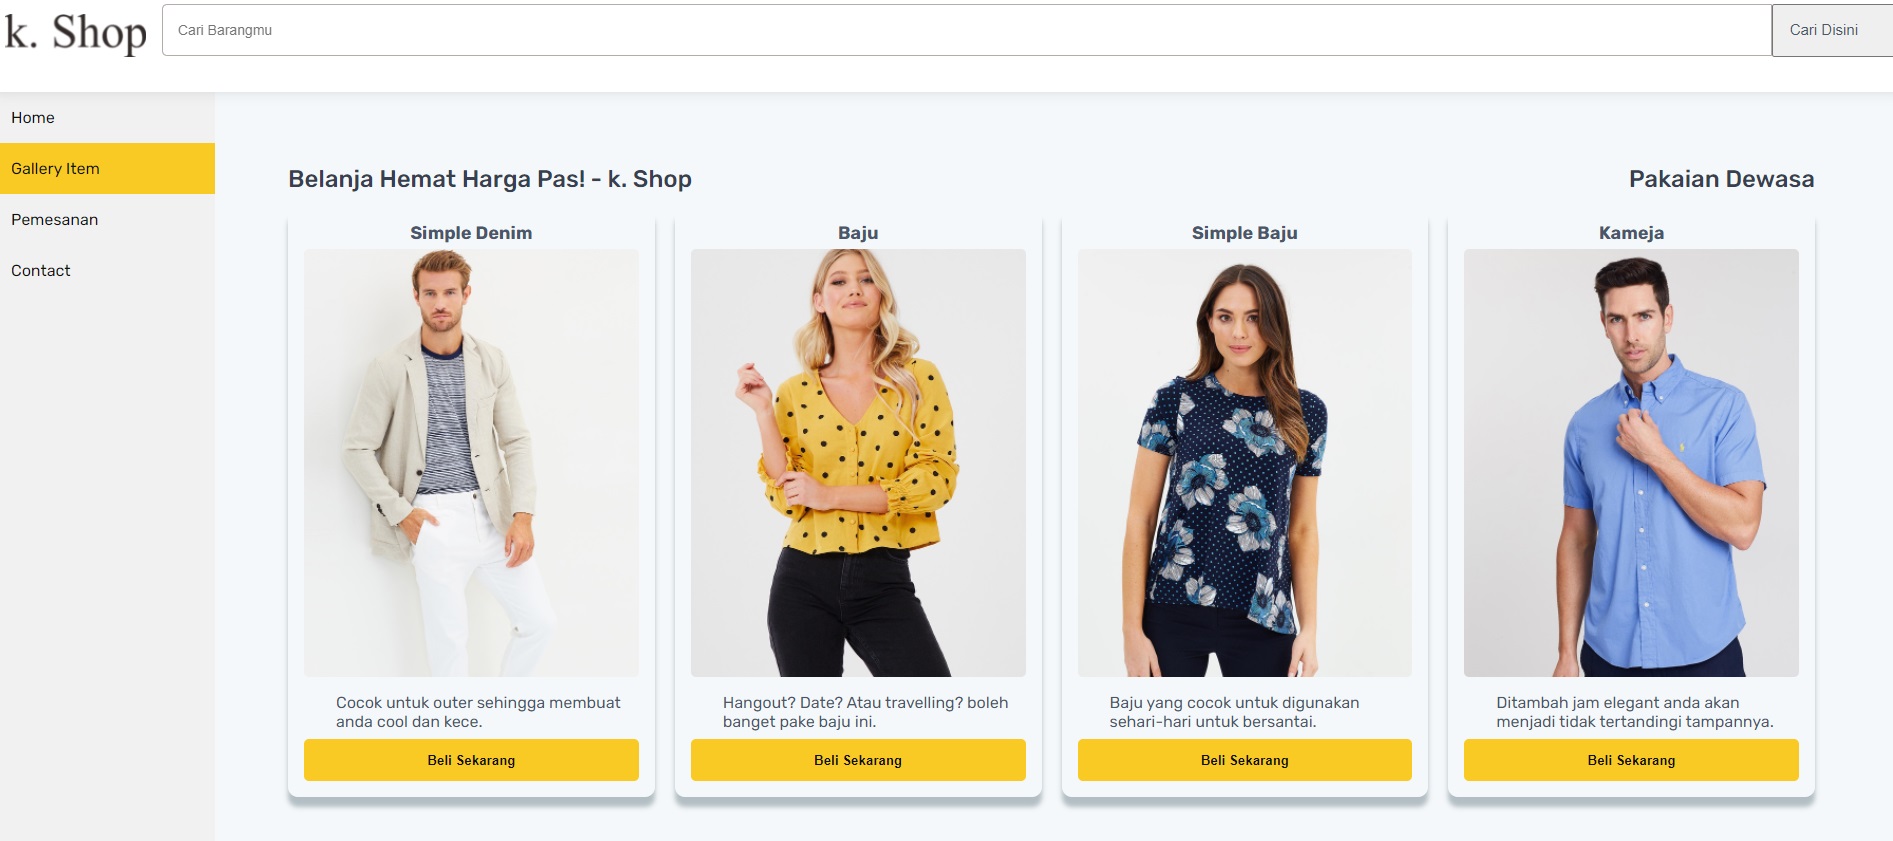 k. Shop
Cari Barangmu
Cari Disini
Home
Gallery Item
Pemesanan
Contact
Belanja Hemat Harga Pas! - k. Shop
Pakaian Dewasa
Simple Denim
Cocok untuk outer sehingga membuat
anda cool dan kece.
Beli Sekarang
Baju
Hangout? Date? Atau travelling? boleh
banget pake baju ini.
Beli Sekarang
Simple Baju
Baju yang cocok untuk digunakan
sehari-hari untuk bersantai.
Beli Sekarang
Kameja
Ditambah jam elegant anda akan
menjadi tidak tertandingi tampannya.
Beli Sekarang